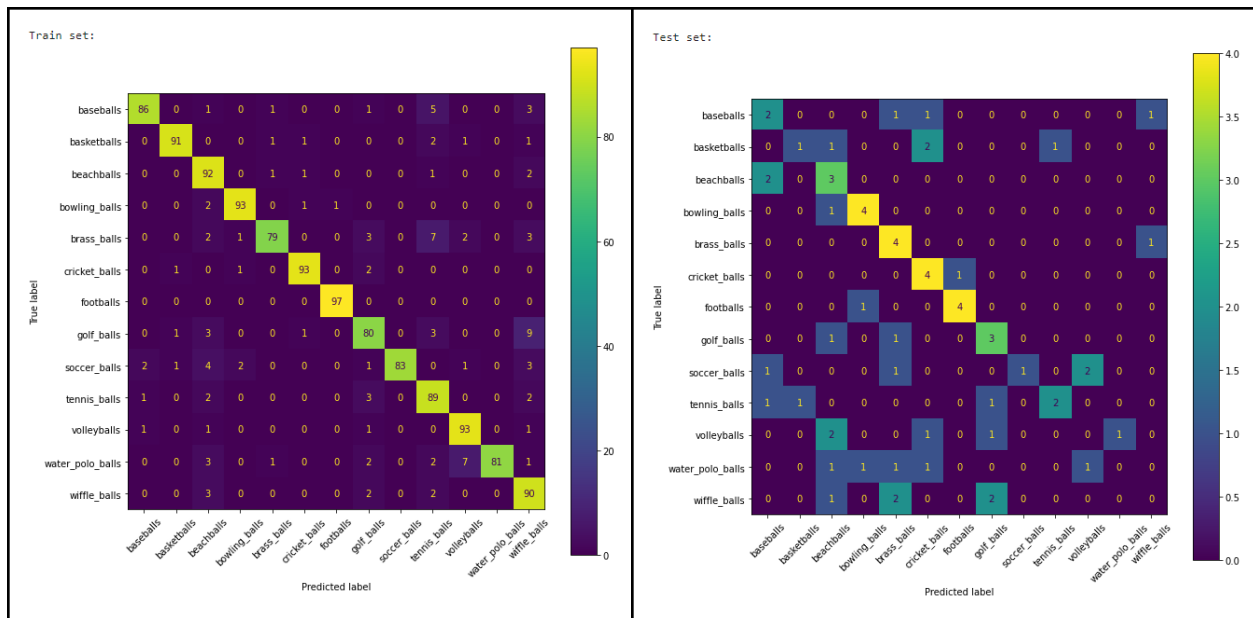 Train set:
baseballs 86 0 1 0 1 0 0 1 0 5 0 0 3
basketballs 0 91 0 0 1 1 0 0 0 2 1 0 1
beachballs 0 0 92 0 1 1 0 0 0 1 0 0 2
bowling_balls 0 0 2 93 0 1 1 0 0 0 0 0 0
brass_balls 0 0 2 1 79 0 0 3 0 7 2 0 3
cricket_balls 0 1 0 1 0 93 0 2 0 0 0 0 0
footballs 0 0 0 0 0 0 97 0 0 0 0 0 0
golf_balls 0 1 3 0 0 1 0 80 0 3 0 0 9
soccer_balls 2 1 4 2 0 0 0 1 83 0 1 0 3
tennis_balls 1 0 2 0 0 0 0 3 0 89 0 0 2
volleyballs 1 0 1 0 0 0 0 1 0 0 93 0 1
water_polo_balls 0 0 3 0 1 0 0 2 0 2 7 81 1
wiffle_balls 0 0 3 0 0 0 0 2 0 2 0 0 90
True label
baseballs basketballs beachballs bowling_balls brass_balls cricket_balls footballs golf_balls soccer_balls tennis_balls volleyballs water_polo_balls wiffle_balls
Predicted label
80
60
40
20
0
Test set:
baseballs 2 0 0 0 1 1 0 0 0 0 0 0 1
basketballs 0 1 1 0 0 2 0 0 0 1 0 0 0
beachballs 2 0 3 0 0 0 0 0 0 0 0 0 0
bowling_balls 0 0 1 4 0 0 0 0 0 0 0 0 0
brass_balls 0 0 0 0 4 0 0 0 0 0 0 0 1
cricket_balls 0 0 0 0 0 4 1 0 0 0 0 0 0
footballs 0 0 0 1 0 0 4 0 0 0 0 0 0
golf_balls 0 0 1 0 1 0 0 3 0 0 0 0 0
soccer_balls 1 0 0 0 1 0 0 0 1 0 2 0 0
tennis_balls 1 1 0 0 0 0 0 1 0 2 0 0 0
volleyballs 0 0 2 0 0 1 0 1 0 0 0 1 0
water_polo_balls 0 0 1 1 1 1 0 0 0 0 1 0 0
wiffle_balls 0 0 1 0 2 0 0 2 0 0 0 0 0
True label
baseballs basketballs beachballs bowling_balls brass_balls cricket_balls footballs golf_balls soccer_balls tennis_balls volleyballs water_polo_balls wiffle_balls
Predicted label
4.0
3.5
3.0
2.5
2.0
1.5
1.0
0.5
0.0